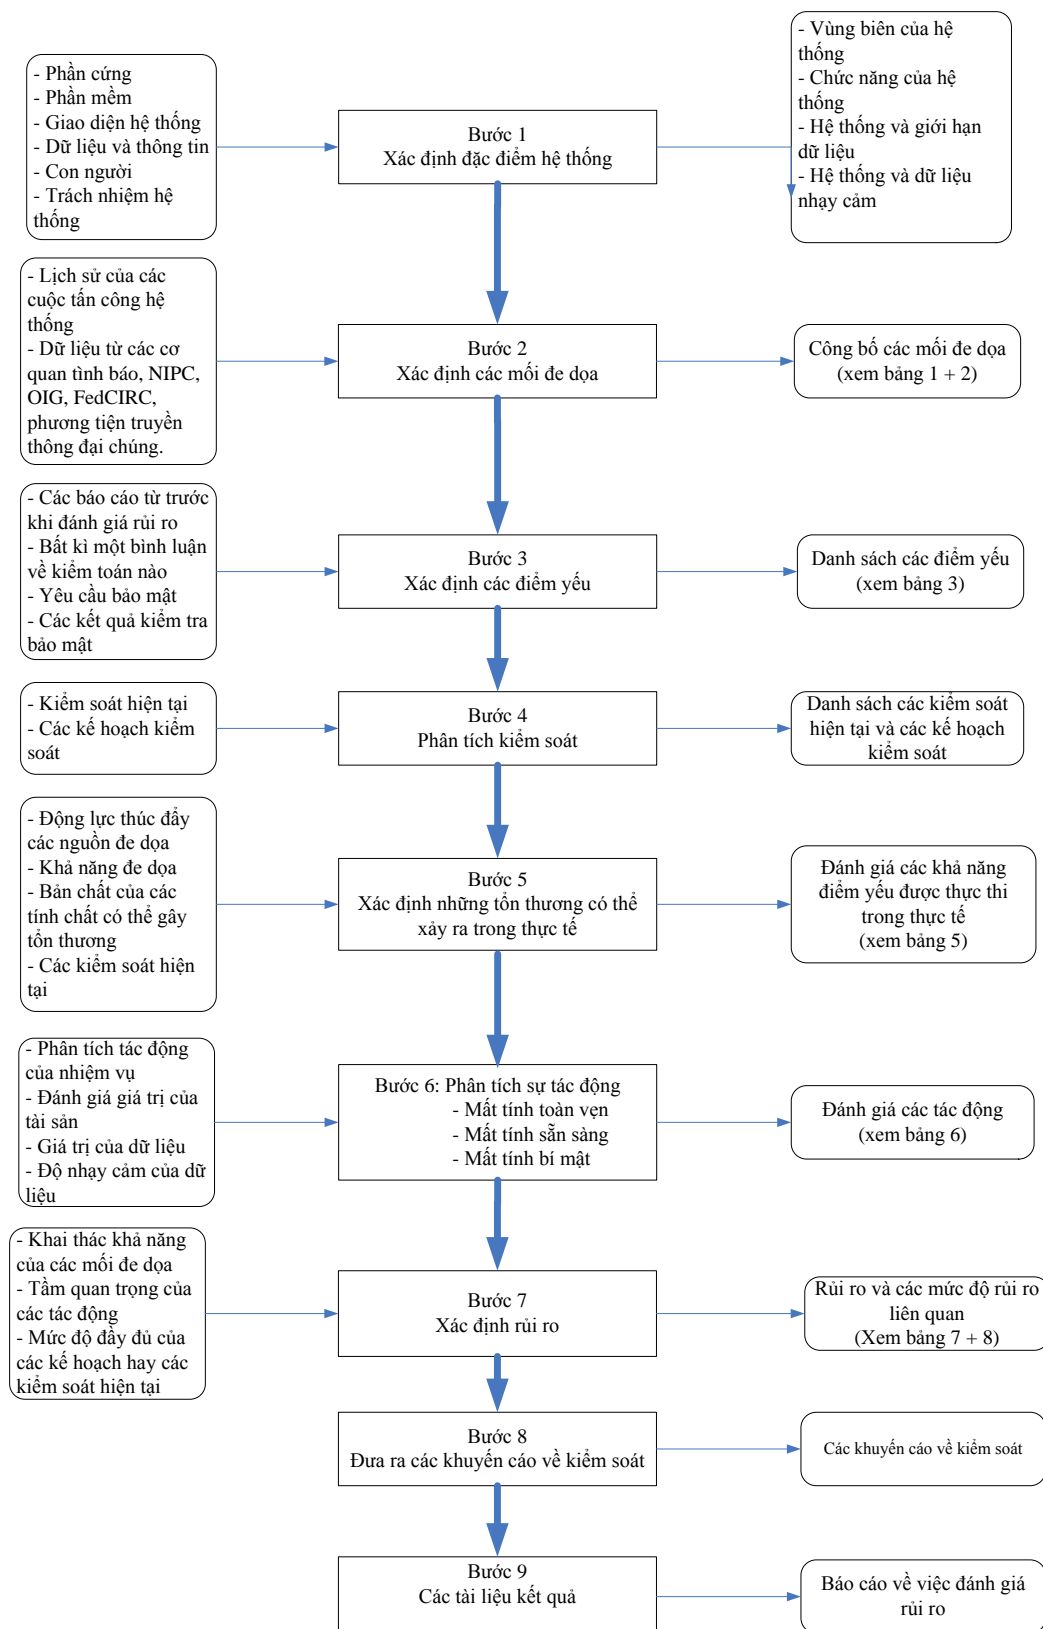 - Phần cứng
- Phần mềm
- Giao diện hệ thống
- Dữ liệu và thông tin
- Con người
- Trách nhiệm hệ
thống
Bước 1
Xác định đặc điểm hệ thống
- Vùng biên của hệ
thống
- Chức năng của hệ
thống
- Hệ thống và giới hạn
dữ liệu
- Hệ thống và dữ liệu
nhạy cảm
- Lịch sử của các
cuộc tấn công hệ
thống
- Dữ liệu từ các cơ
quan tình báo, NIPC,
OIG, FedCIRC,
phương tiện truyền
thông đại chúng.
Bước 2
Xác định các mối đe dọa
Công bố các mối đe dọa
(xem bảng 1 + 2)
- Các báo cáo từ trước
khi đánh giá rủi ro
- Bất kì một bình luận
về kiểm toán nào
- Yêu cầu bảo mật
- Các kết quả kiểm tra
bảo mật
Bước 3
Xác định các điểm yếu
Danh sách các điểm yếu
(xem bảng 3)
- Kiểm soát hiện tại
- Các kế hoạch kiểm
soát
Bước 4
Phân tích kiểm soát
Danh sách các kiểm soát
hiện tại và các kế hoạch
kiểm soát
- Động lực thúc đẩy
các nguồn đe dọa
- Khả năng đe dọa
- Bản chất của các
tính chất có thể gây
tổn thương
- Các kiểm soát hiện
tại
Bước 5
Xác định những tổn thương có thể
xảy ra trong thực tế
Đánh giá các khả năng
điểm yếu được thực thi
trong thực tế
(xem bảng 5)
- Phân tích tác động
của nhiệm vụ
- Đánh giá giá trị của
tài sản
- Giá trị của dữ liệu
- Độ nhạy cảm của dữ
liệu
Bước 6: Phân tích sự tác động
- Mất tính toàn vẹn
- Mất tính sẵn sàng
- Mất tính bí mật
Đánh giá các tác động
(xem bảng 6)
- Khai thác khả năng
của các mối đe dọa
- Tầm quan trọng của
các tác động
- Mức độ đầy đủ của
các kế hoạch hay các
kiểm soát hiện tại
Bước 7
Xác định rủi ro
Rủi ro và các mức độ rủi ro
liên quan
(Xem bảng 7 + 8)
Bước 8
Đưa ra các khuyến cáo về kiểm soát
Các khuyến cáo về kiểm soát
Bước 9
Các tài liệu kết quả
Báo cáo về việc đánh giá
rủi ro